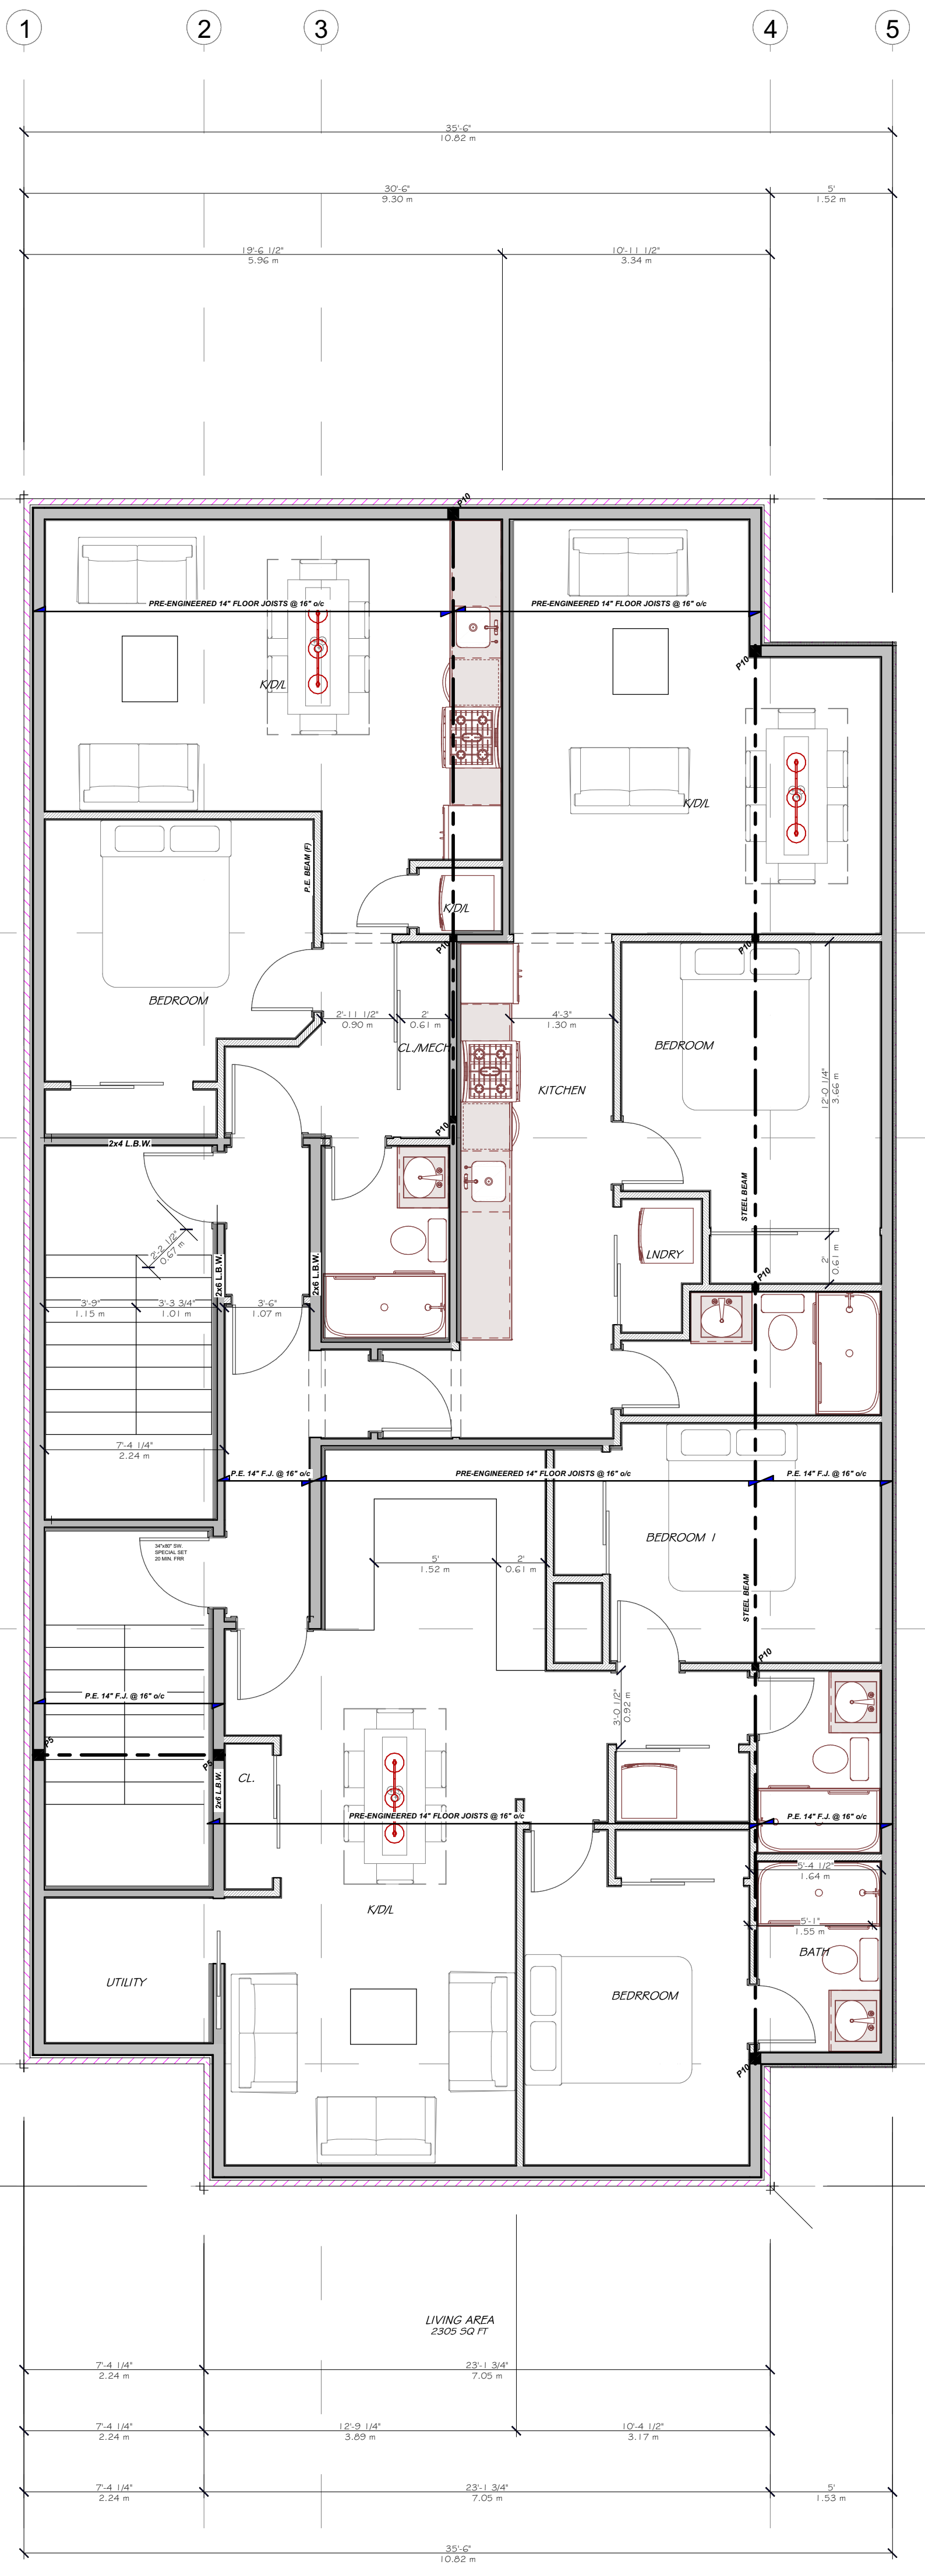 1
2
3
4
5
35'-6"
10.82 m
30'-6"
9.30 m
5'
1.52 m
19'-6 1/2"
5.96 m
10'-11 1/2"
3.34 m
P10
PRE-ENGINEERED 14" FLOOR JOISTS @ 16" o/c
PRE-ENGINEERED 14" FLOOR JOISTS @ 16" o/c
P10
K/D/L
K/D/L
P.E. BEAM (F)
K/D/L
P10
P10
BEDROOM
2'-11 1/2"
0.90 m
2'
0.61 m
4'-3"
1.30 m
CL./MECH
BEDROOM
KITCHEN
12'-0 1/4"
3.66 m
P10
2x4 L.B.W.
STEEL BEAM
2'-2 1/2"
0.67 m
LNDRY
2'
0.61 m
2x6 L.B.W.
2x6 L.B.W.
P10
3'-9"
1.15 m
3'-3 3/4"
1.01 m
3'-6"
1.07 m
7'-4 1/4"
2.24 m
P.E. 14" F.J. @ 16" o/c
PRE-ENGINEERED 14" FLOOR JOISTS @ 16" o/c
P.E. 14" F.J. @ 16" o/c
BEDROOM 1
34"x80" SW.
SPECIAL SET
20 MIN. FRR
5'
1.52 m
2'
0.61 m
STEEL BEAM
P10
P.E. 14" F.J. @ 16" o/c
3'-0 1/2"
0.92 m
P5
P5
CL.
2x6 L.B.W.
PRE-ENGINEERED 14" FLOOR JOISTS @ 16" o/c
P.E. 14" F.J. @ 16" o/c
5'-4 1/2"
1.64 m
K/D/L
5'-1"
1.55 m
BATH
UTILITY
BEDRROOM
P10
LIVING AREA
2305 SQ FT
7'-4 1/4"
2.24 m
23'-1 3/4"
7.05 m
7'-4 1/4"
2.24 m
12'-9 1/4"
3.89 m
10'-4 1/2"
3.17 m
7'-4 1/4"
2.24 m
23'-1 3/4"
7.05 m
5'
1.53 m
35'-6"
10.82 m